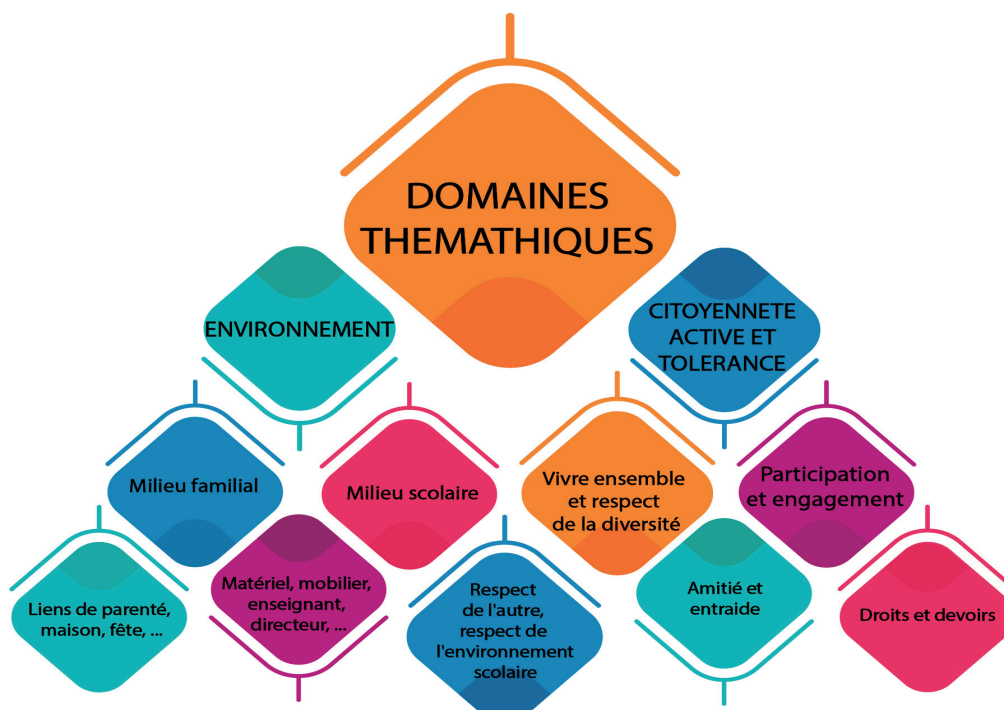 DOMAINES
THEMATHIQUES
ENVIRONNEMENT
CITOYENNETE
ACTIVE ET
TOLERANCE
Milieu familial
Milieu scolaire
Vivre ensemble
et respect
de la diversité
Participation
et engagement
Liens de parenté,
maison, fête, ...
Matériel, mobilier,
enseignant,
directeur, ...
Respect
de l'autre,
respect de
l'environnement
scolaire
Amitié et
entraide
Droits et devoirs